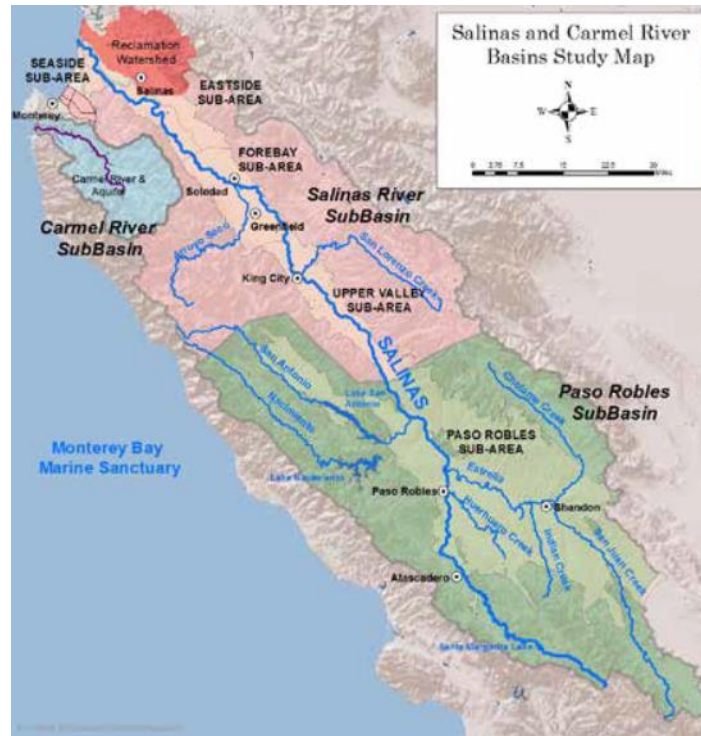 Salinas and Carmel River
Basins Study Map
N
W
E
S
Reclamation
Watershed
SEASIDE
SUB-AREA
Salinas
EASTSIDE
SUB-AREA
Monterey
FOREBAY
SUB-AREA
Carmel River &
Aquifer
Soledad
Salinas River
SubBasin
Greenfield
Carmel River
SubBasin
Arroyo Seco
San Lorenzo Creek
King City
UPPER VALLEY
SUB-AREA
SALINAS
San Antonio
Lake San
Antonio
Cholame Creek
Paso Robles
SubBasin
Nacimiento
Monterey Bay
Marine Sanctuary
PASO ROBLES
SUB-AREA
Estrella
Lake Nacimiento
Paso Robles
Shandon
Huerhuero Creek
Indian Creek
San Juan Creek
Atascadero
Santa Margarita Lake